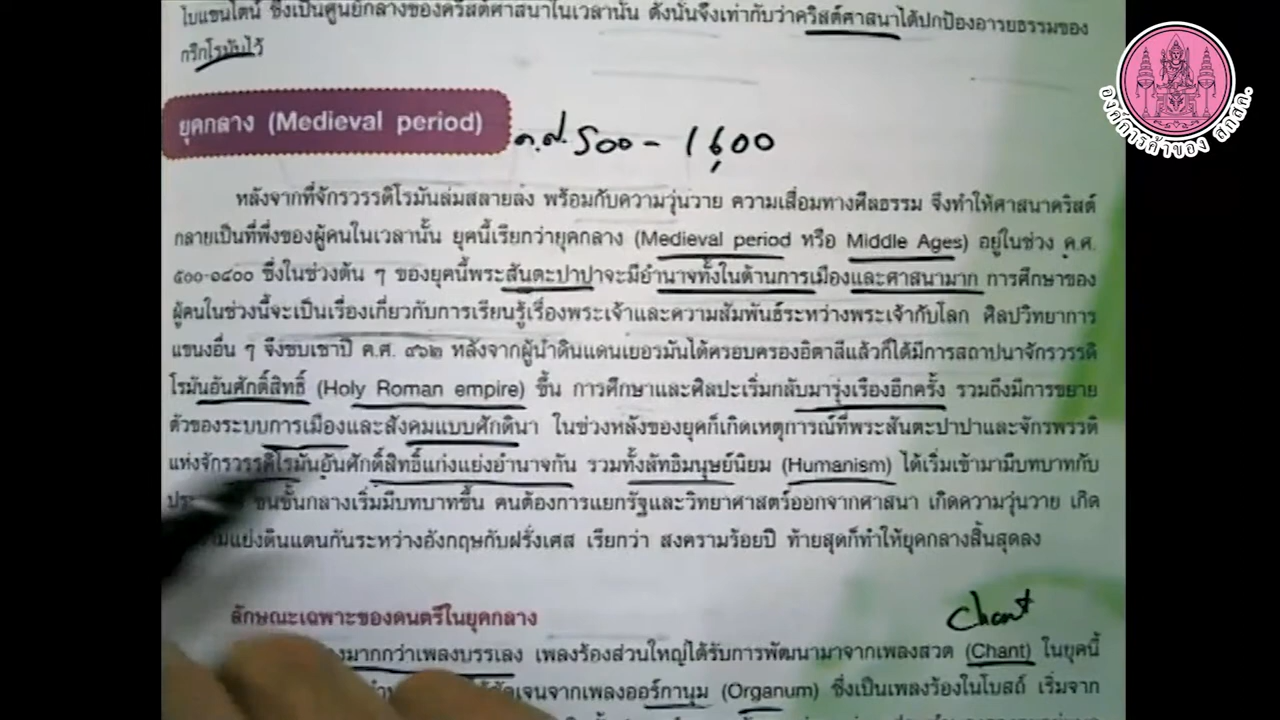 ไบแซนไตน์ ซึ่งเป็นศูนย์กลางของคริสต์ศาสนาในเวลานั้น ดังนั้นจึงเท่ากับว่าคริสต์ศาสนาได้ปกป้องอารยธรรมของ
กรีกโรมันไว้
ยุคกลาง (Medieval period)
ค.ศ. 500 - 1400
หลังจากที่จักรวรรดิโรมันล่มสลายลง พร้อมกับความวุ่นวาย ความเสื่อมทางศีลธรรม จึงทำให้ศาสนาคริสต์
กลายเป็นที่พึ่งของผู้คนในเวลานั้น ยุคนี้เรียกว่ายุคกลาง (Medieval period หรือ Middle Ages) อยู่ในช่วง ค.ศ.
๕๐๐-๑๔๐๐ ซึ่งในช่วงต้น ๆ ของยุคนี้พระสันตะปาปาจะมีอำนาจทั้งในด้านการเมืองและศาสนามาก การศึกษาของ
ผู้คนในช่วงนี้จะเป็นเรื่องเกี่ยวกับการเรียนรู้เรื่องพระเจ้าและความสัมพันธ์ระหว่างพระเจ้ากับโลก ศิลปวิทยาการ
แขนงอื่น ๆ จึงซบเซาปี ค.ศ. ๙๖๒ หลังจากผู้นำดินแดนเยอรมันได้ครอบครองอิตาลีแล้วก็ได้มีการสถาปนาจักรวรรดิ
โรมันอันศักดิ์สิทธิ์ (Holy Roman empire) ขึ้น การศึกษาและศิลปะเริ่มกลับมารุ่งเรืองอีกครั้ง รวมถึงมีการขยาย
ตัวของระบบการเมืองและสังคมแบบศักดินา ในช่วงหลังของยุคก็เกิดเหตุการณ์ที่พระสันตะปาปาและจักรพรรดิ
แห่งจักรวรรดิโรมันอันศักดิ์สิทธิ์แก่งแย่งอำนาจกัน รวมทั้งลัทธิมนุษย์นิยม (Humanism) ได้เริ่มเข้ามามีบทบาทกับ
ชนชั้นกลางเริ่มมีบทบาทขึ้น คนต้องการแยกรัฐและวิทยาศาสตร์ออกจากศาสนา เกิดความวุ่นวาย เกิด
แย่งดินแดนกันระหว่างอังกฤษกับฝรั่งเศส เรียกว่า สงครามร้อยปี ท้ายสุดก็ทำให้ยุคกลางสิ้นสุดลง
ลักษณะเฉพาะของดนตรีในยุคกลาง
Chant
มากกว่าเพลงบรรเลง เพลงร้องส่วนใหญ่ได้รับการพัฒนามาจากเพลงสวด (Chant) ในยุคนี้
จากเพลงออร์กานุม (Organum) ซึ่งเป็นเพลงร้องในโบสถ์ เริ่มจาก
องค์การค้าของ สกสค.